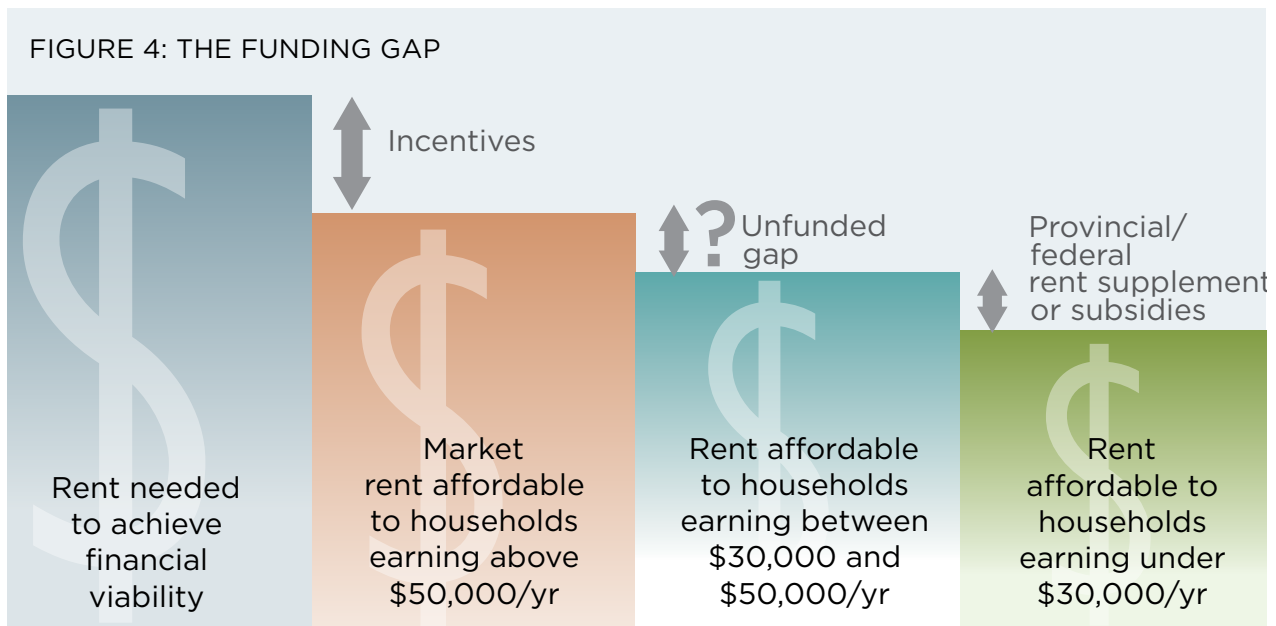 FIGURE 4: THE FUNDING GAP
Incentives
? Unfunded
gap
Provincial/
federal
rent supplement
or subsidies
Rent needed
to achieve
financial
viability
Market
rent affordable
to households
earning above
$50,000/yr
Rent affordable
to households
earning between
$30,000 and
$50,000/yr
Rent
affordable to
households
earning under
$30,000/yr